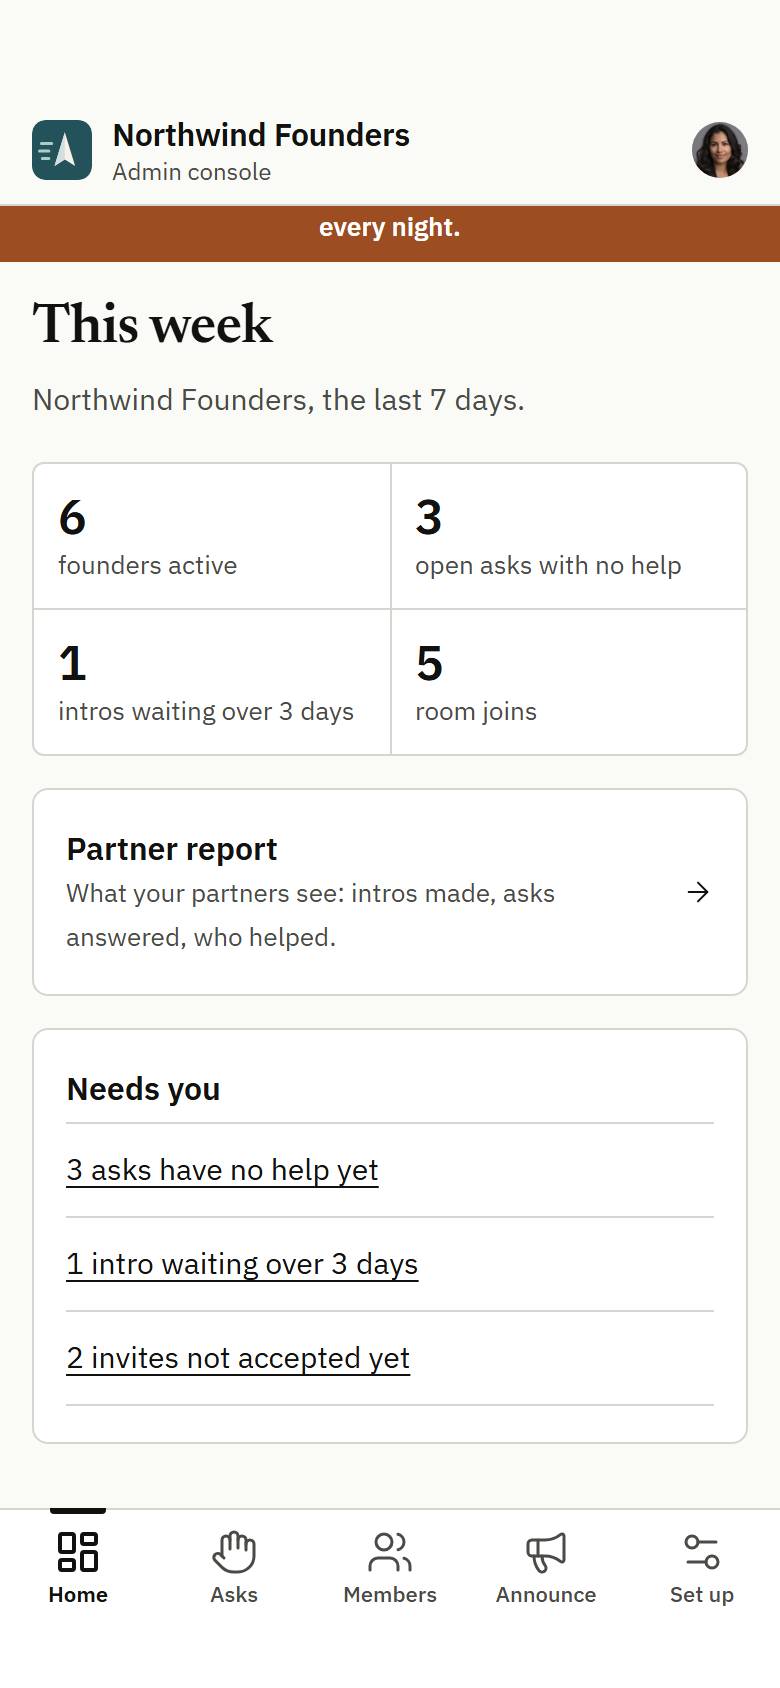 Northwind Founders
Admin console
every night.
This week
Northwind Founders, the last 7 days.
6
founders active
3
open asks with no help
1
intros waiting over 3 days
5
room joins
Partner report
What your partners see: intros made, asks
answered, who helped.
Needs you
3 asks have no help yet
1 intro waiting over 3 days
2 invites not accepted yet
Home
Asks
Members
Announce
Set up